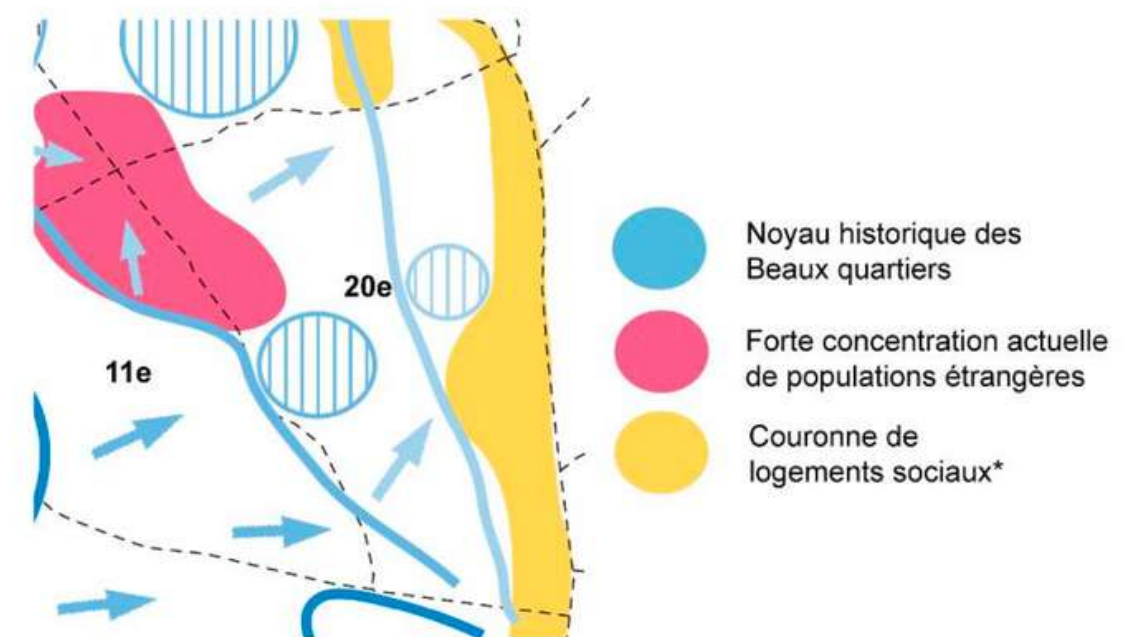 20e
11e
Noyau historique des
Beaux quartiers
Forte concentration actuelle
de populations étrangères
Couronne de
logements sociaux*